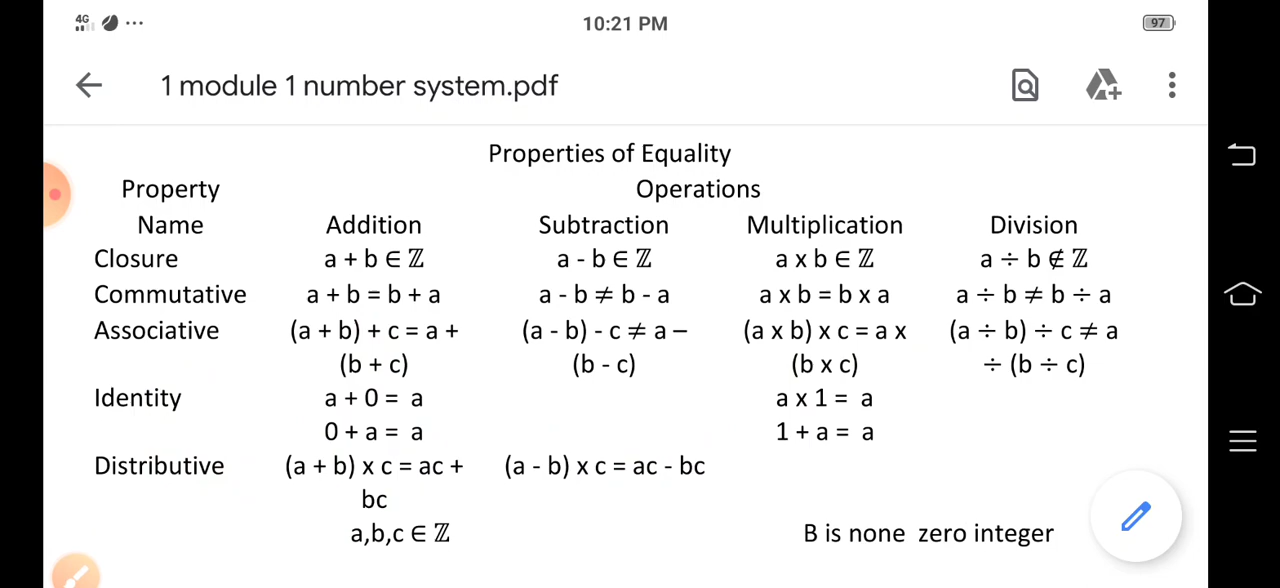 4G ...
10:21 PM
97
1 module 1 number system.pdf
Properties of Equality
Property Operations
Name Addition Subtraction Multiplication Division
Closure a + b ∈ ℤ a - b ∈ ℤ a x b ∈ ℤ a ÷ b ∉ ℤ
Commutative a + b = b + a a - b ≠ b - a a x b = b x a a ÷ b ≠ b ÷ a
Associative (a + b) + c = a + (a - b) - c ≠ a – (a x b) x c = a x (a ÷ b) ÷ c ≠ a
(b + c) (b - c) (b x c) ÷ (b ÷ c)
Identity a + 0 = a a x 1 = a
0 + a = a 1 + a = a
Distributive (a + b) x c = ac + (a - b) x c = ac - bc
bc
a,b,c ∈ ℤ B is none zero integer